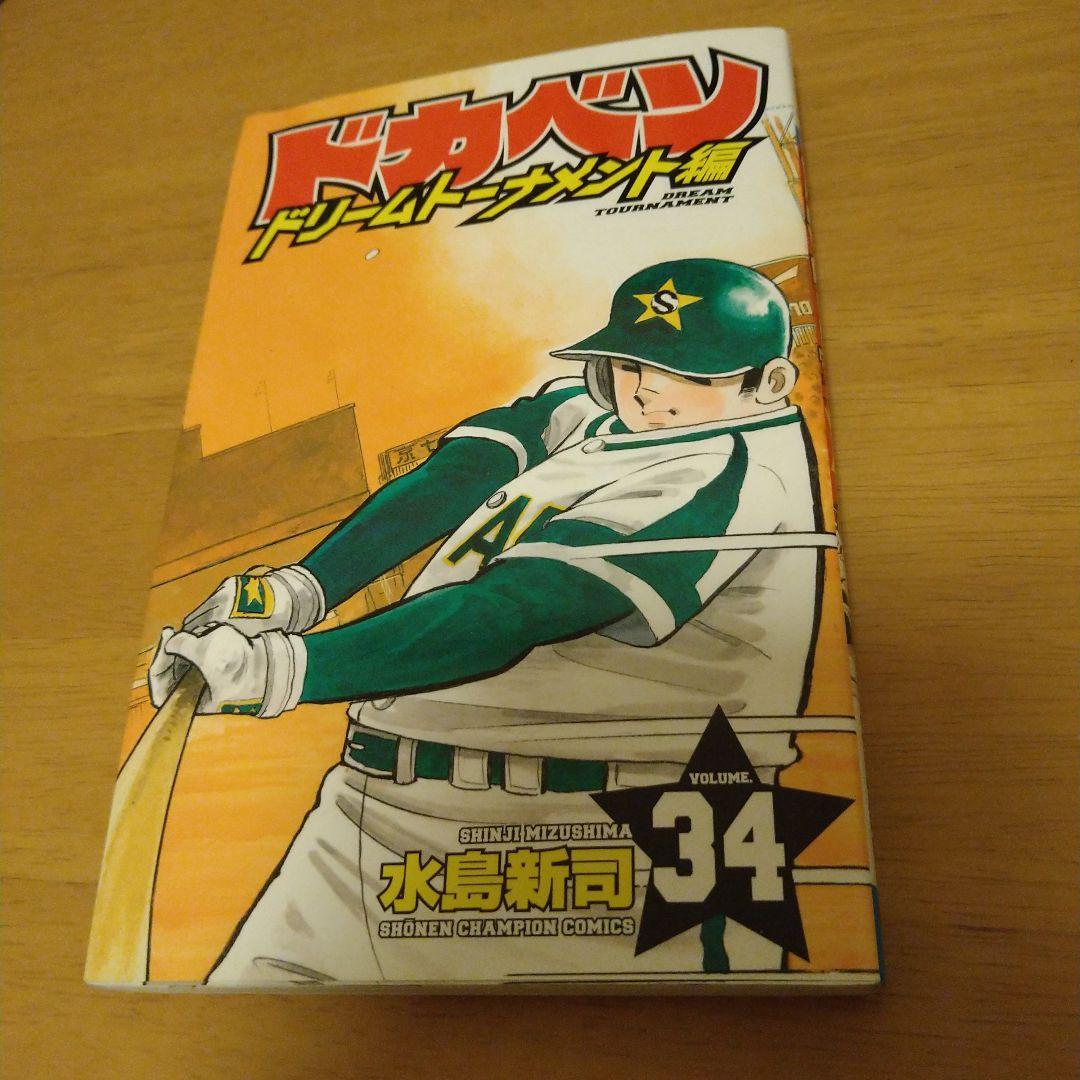 ドカベン
ドリームトーナメント編
DREAM
TOURNAMENT
S
A
VOLUME.
34
SHINJI MIZUSHIMA
水島新司
SHŌNEN CHAMPION COMICS